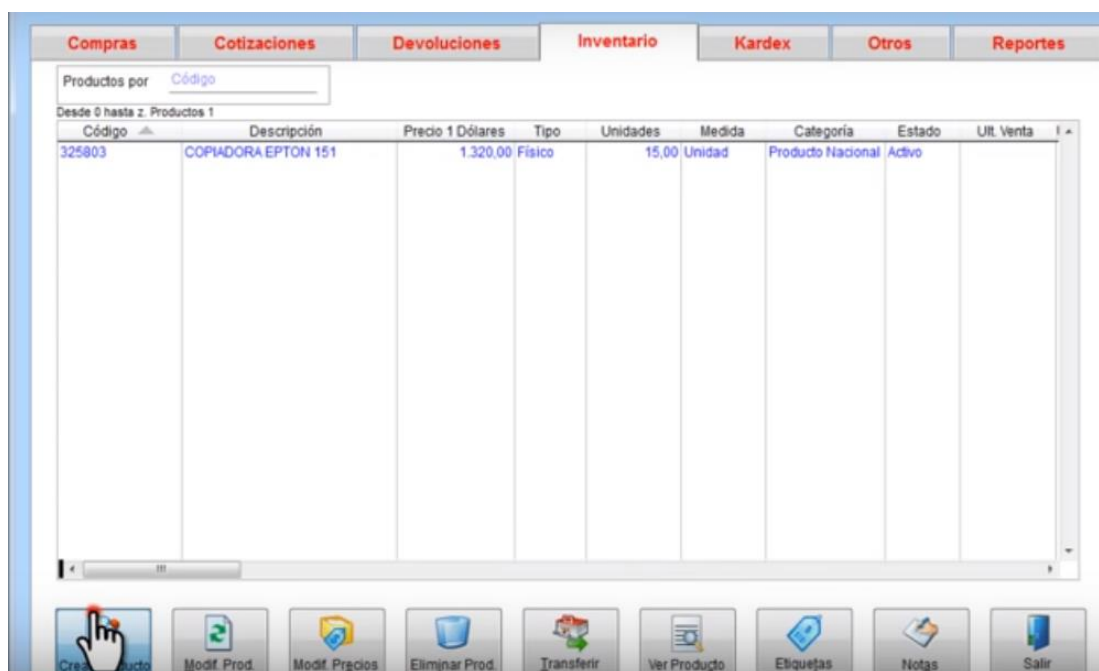 Compras Cotizaciones Devoluciones Inventario Kardex Otros Reportes
Productos por Código
Desde 0 hasta z. Productos 1
Código Descripción Precio 1 Dólares Tipo Unidades Medida Categoría Estado Ult. Venta
325803 COPIADORA EPTON 151 1.320,00 Físico 15,00 Unidad Producto Nacional Activo
Modif. Prod. Modif. Precios Eliminar Prod. Transferir Ver Producto Etiquetas Notas Salir